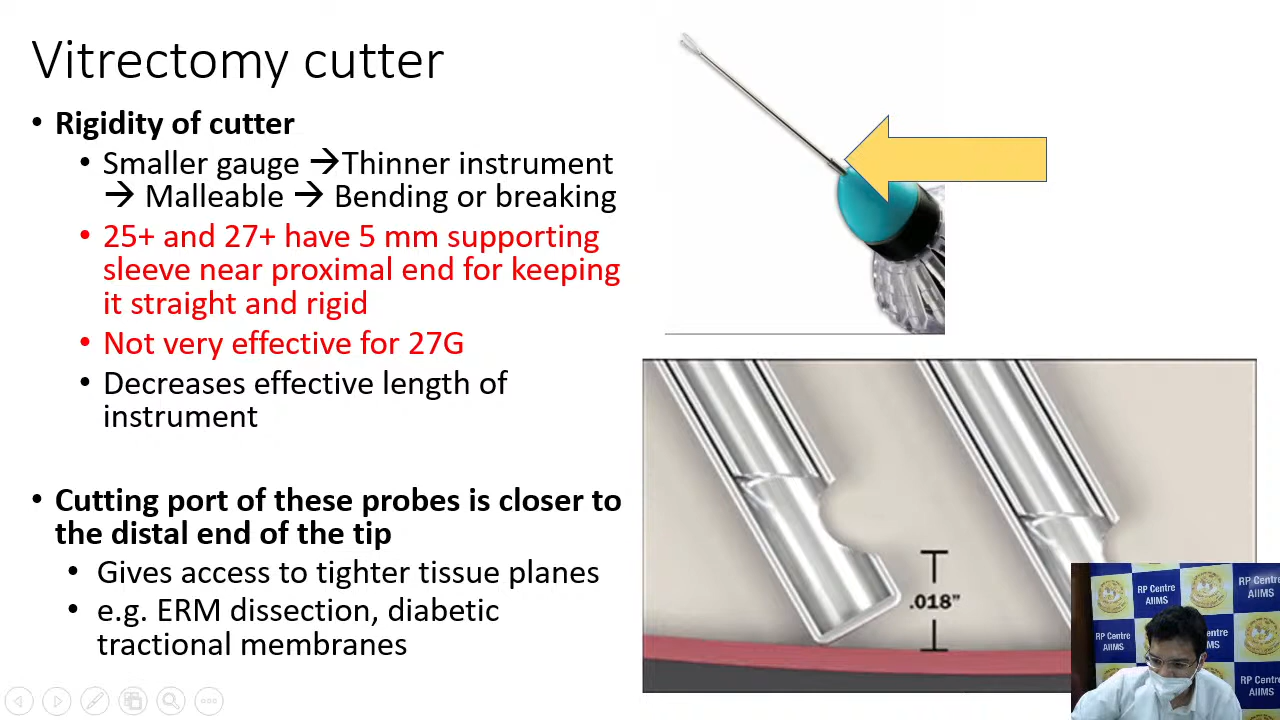 Vitrectomy cutter
• Rigidity of cutter
• Smaller gauge →Thinner instrument
→ Malleable → Bending or breaking
• 25+ and 27+ have 5 mm supporting
sleeve near proximal end for keeping
it straight and rigid
• Not very effective for 27G
• Decreases effective length of
instrument
• Cutting port of these probes is closer to
the distal end of the tip
• Gives access to tighter tissue planes
• e.g. ERM dissection, diabetic
tractional membranes
.018"
RP Centre
AIIMS
RP Centre
AIIMS
RP Centre
AIIMS
RP Centre
AIIMS